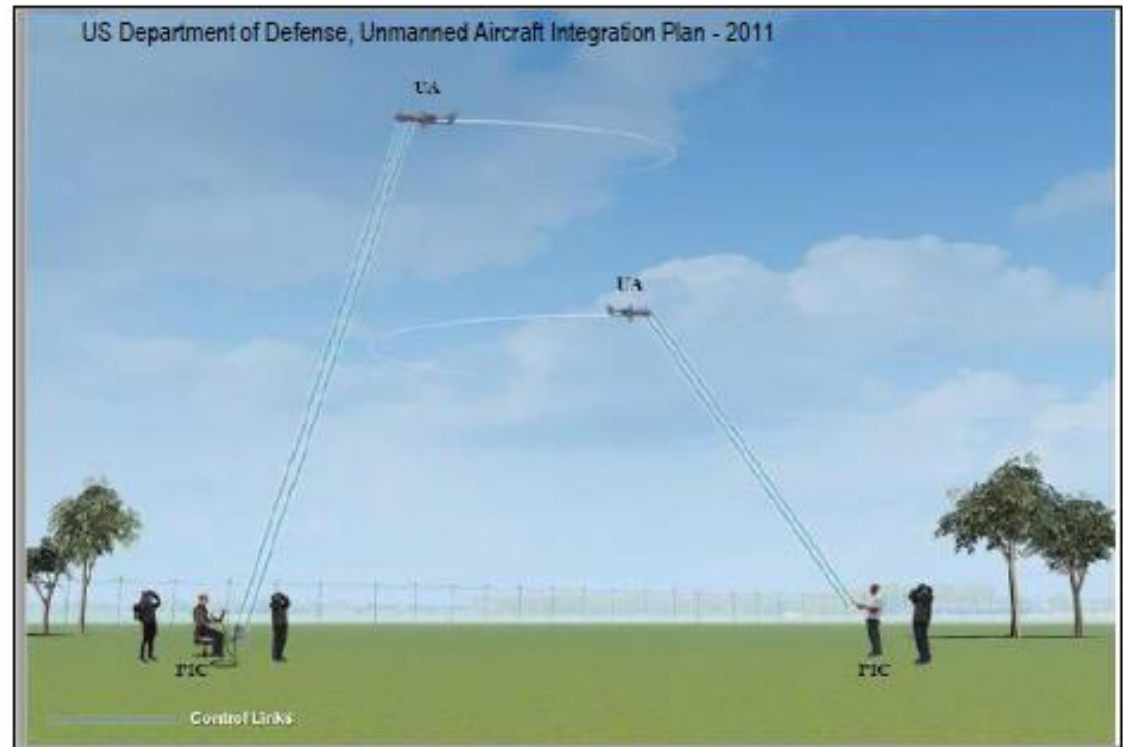 US Department of Defense, Unmanned Aircraft Integration Plan - 2011
UA
UA
PIC
PIC
Control Links